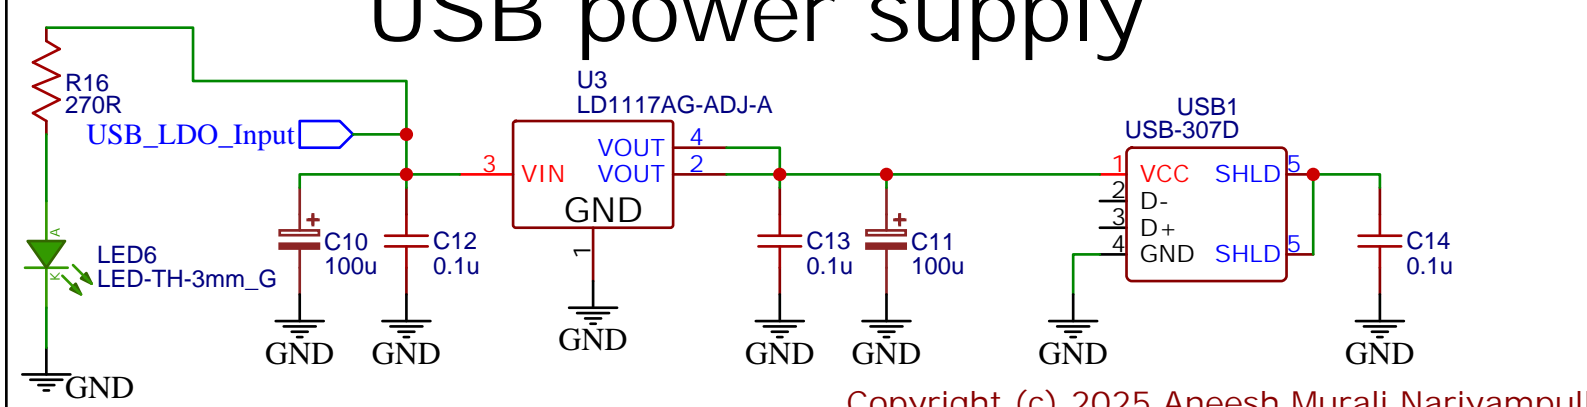 USB power supply
R16
270R
USB_LDO_Input
U3
LD1117AG-ADJ-A
3 VIN
VOUT 4
VOUT 2
GND
1
USB1
USB-307D
1 VCC SHLD 5
2 D-
3 D+
4 GND SHLD 5
A
K
LED6
LED-TH-3mm_G
+
C10
100u
C12
0.1u
C13
0.1u
+
C11
100u
C14
0.1u
GND
GND
GND
GND
GND
GND
GND
GND
Copyright (c) 2025 Aneesh Murali